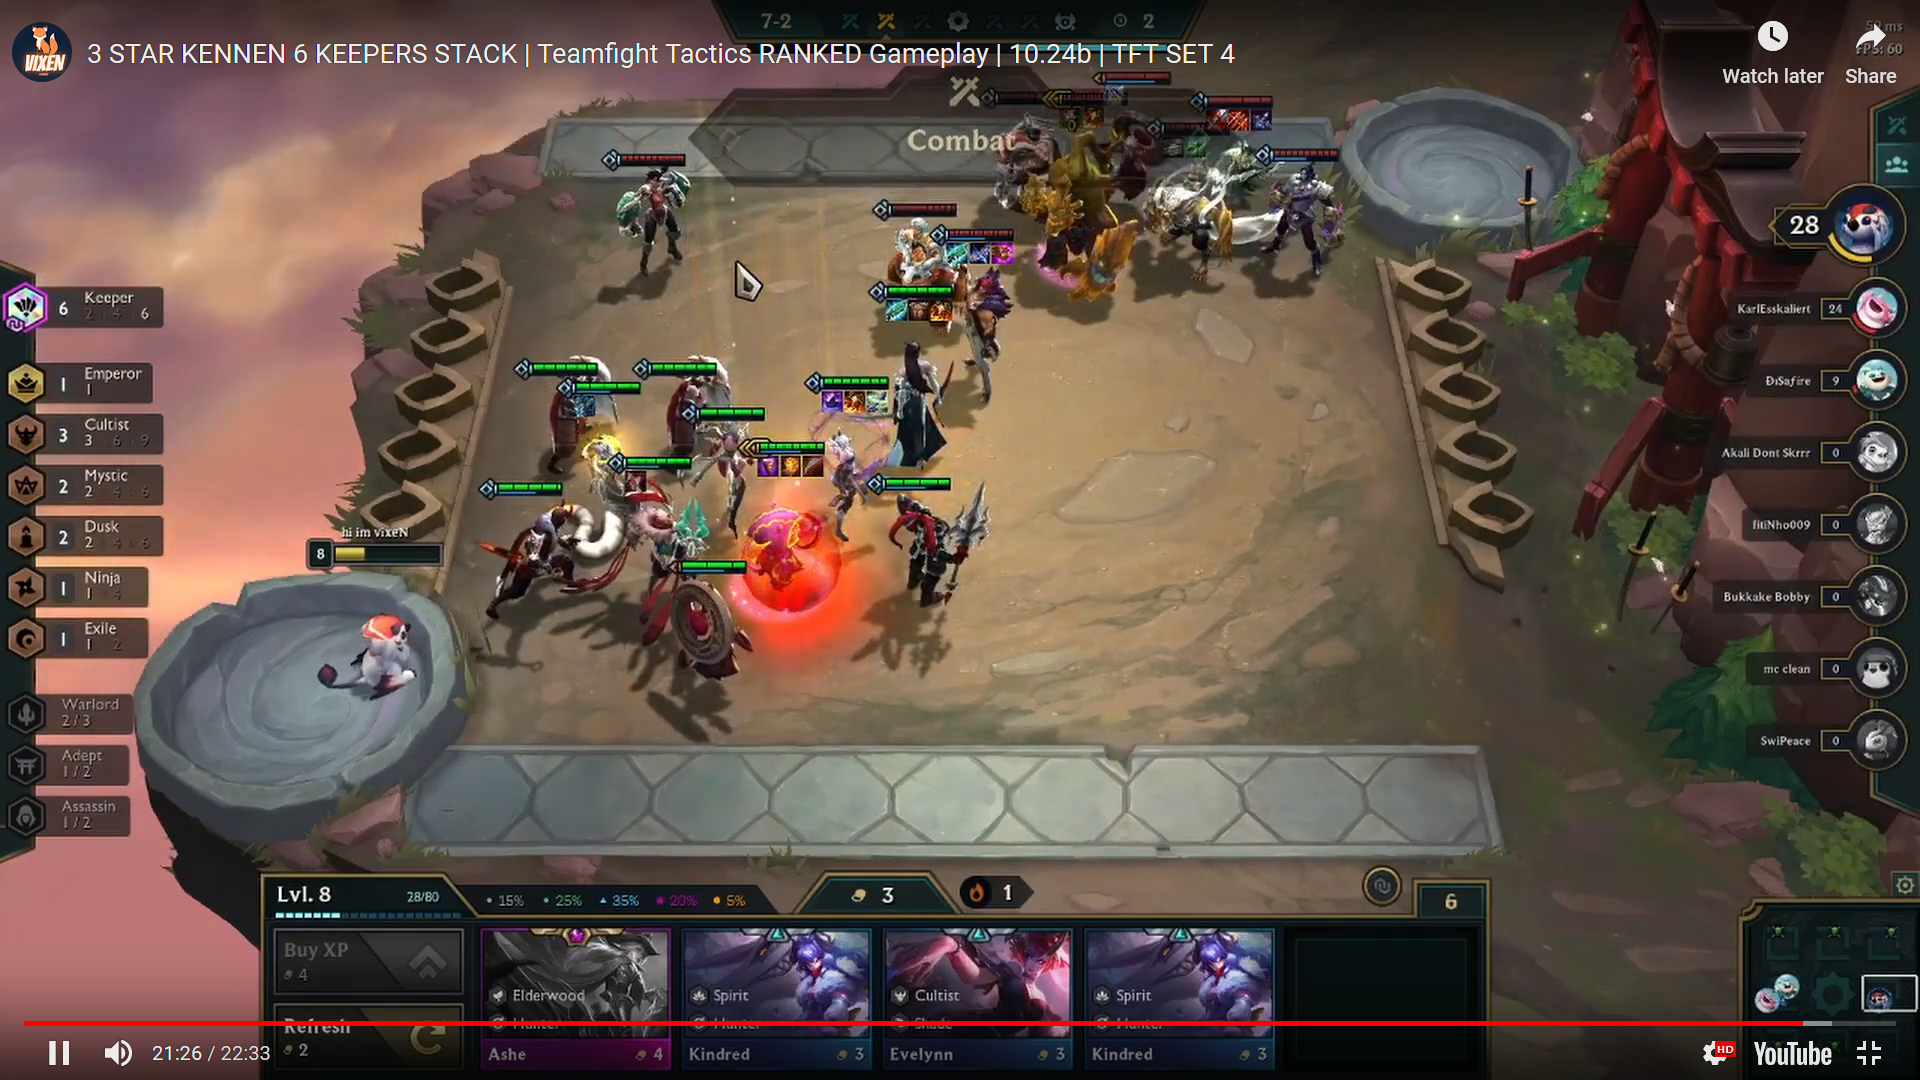 7-2
2
VIXEN
3 STAR KENNEN 6 KEEPERS STACK | Teamfight Tactics RANKED Gameplay | 10.24b | TFT SET 4
Watch later
Share
FPS: 60
Combat
28
6 Keeper
2 4 6
1 Emperor
1
3 Cultist
3 6 9
2 Mystic
2 4 6
2 Dusk
2 4 6
1 Ninja
1 4
1 Exile
1 2
Warlord
2 / 3
Adept
1 / 2
Assassin
1 / 2
hi im vixeN
8
KarlEsskaliert 24
DiSafire 9
Akali Dont Skrrr 0
fitiNho009 0
Bukkake Bobby 0
mc clean 0
SwiPeace 0
Lvl. 8
28/80
15% 25% 35% 20% 5%
3
1
6
Buy XP
4
Refresh
2
Elderwood
Hunter
Ashe 4
Spirit
Hunter
Kindred 3
Cultist
Shade
Evelynn 3
Spirit
Hunter
Kindred 3
21:26 / 22:33
HD
YouTube